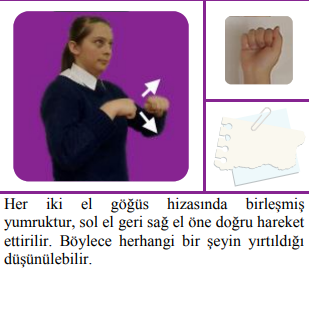 Her iki el göğüs hizasında birleşmiş
yumruktur, sol el geri sağ el öne doğru hareket
ettirilir. Böylece herhangi bir şeyin yırtıldığı
düşünülebilir.